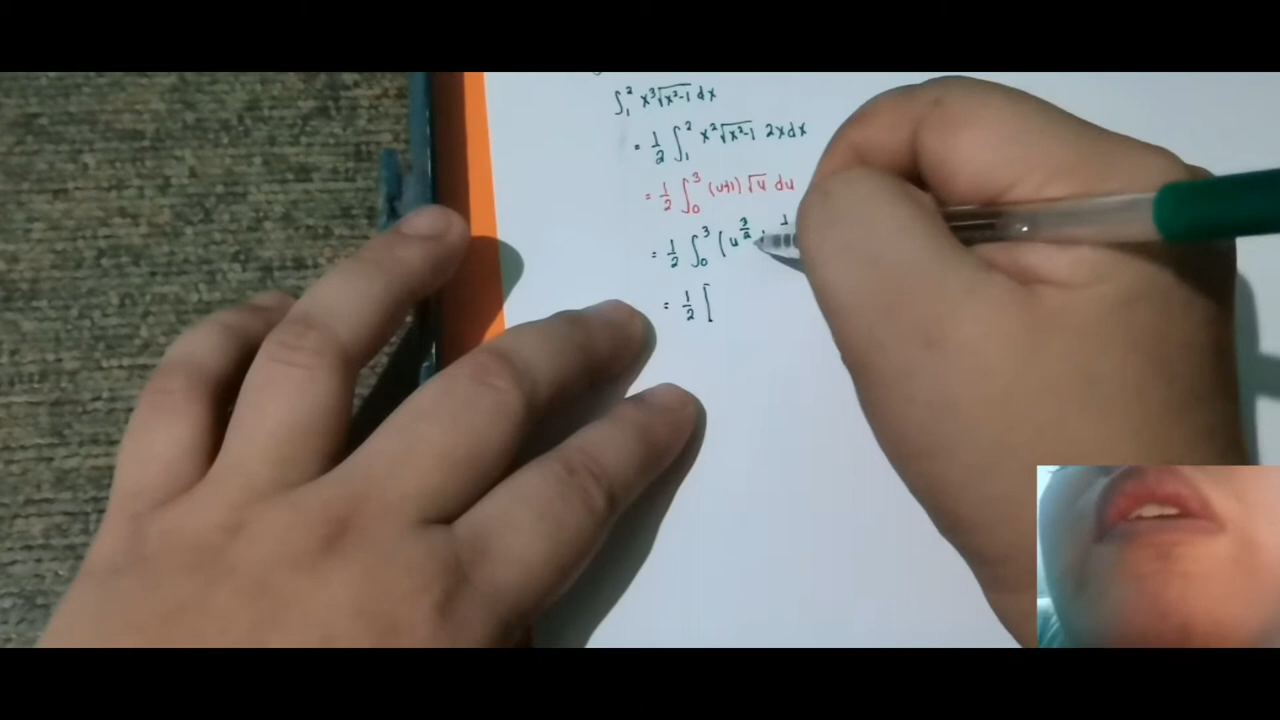 ∫₁² x³√(x²-1) dx
= 1/2 ∫₁² x²√(x²-1) 2x dx
= 1/2 ∫₀³ (u+1) √u du
= 1/2 ∫₀³ (u^(3/2) +
= 1/2 [